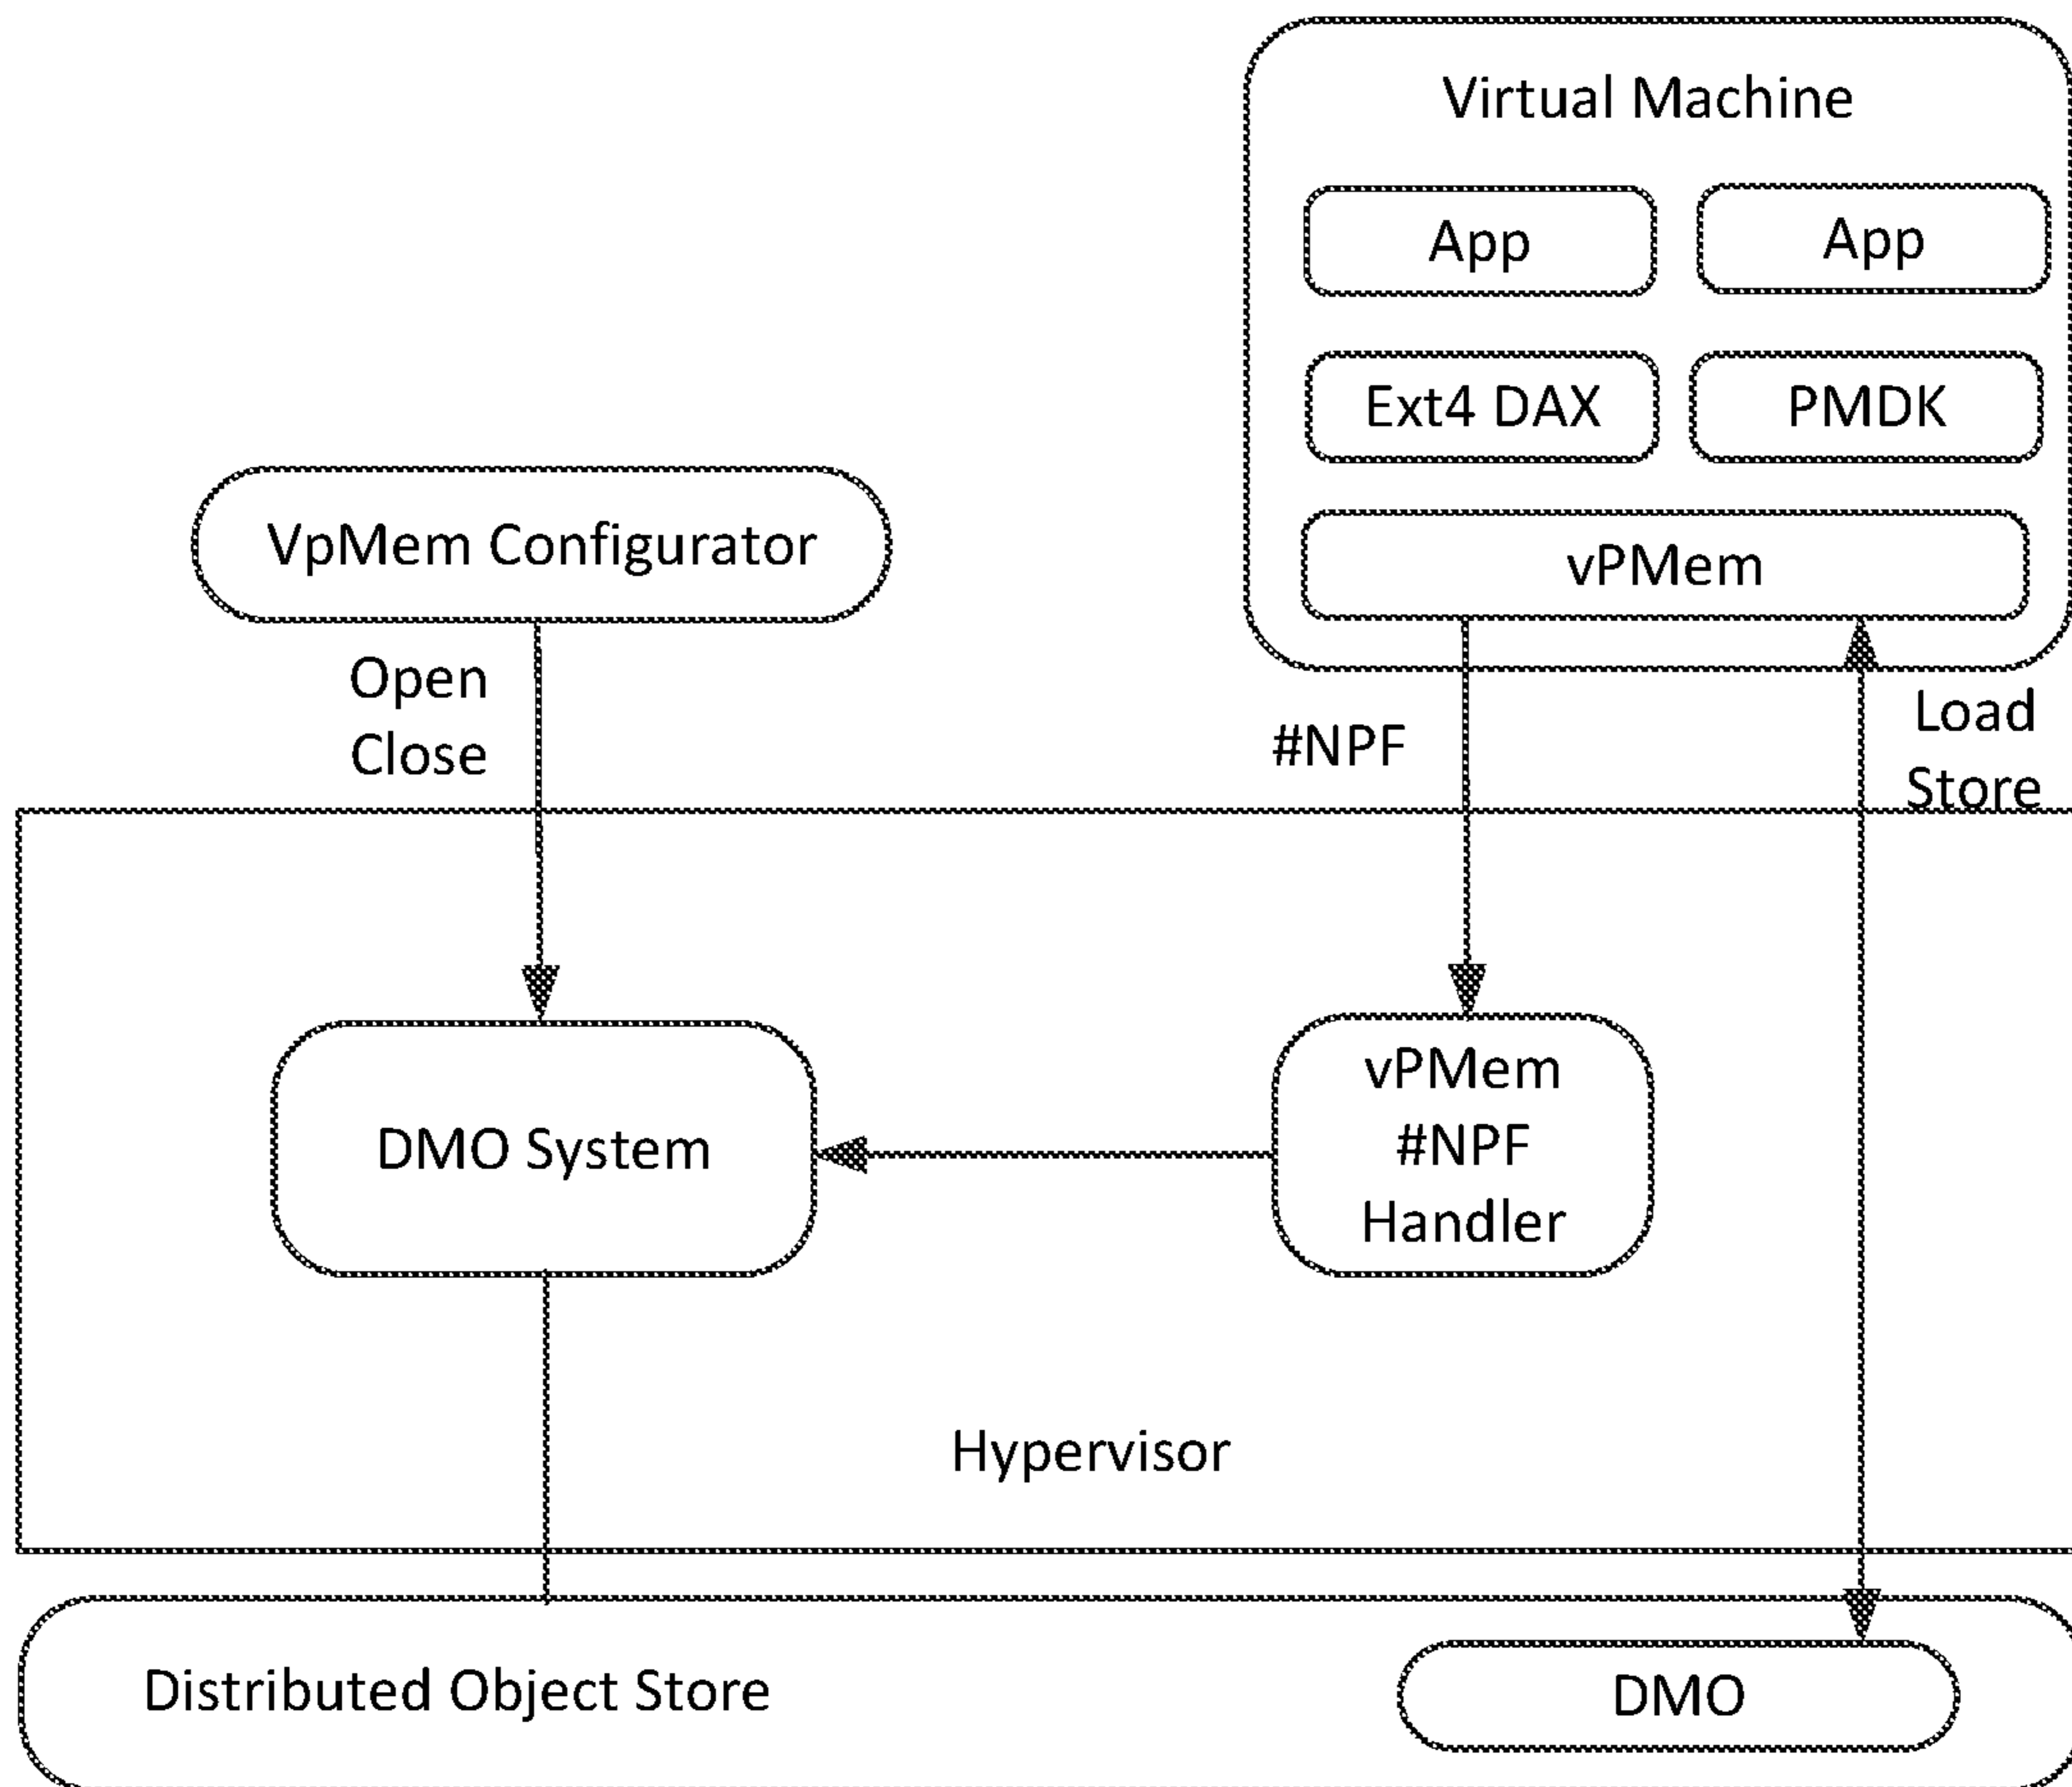 Virtual Machine
App
App
Ext4 DAX
PMDK
vPMem
VpMem Configurator
Open
Close
#NPF
Load
Store
DMO System
vPMem
#NPF
Handler
Hypervisor
Distributed Object Store
DMO